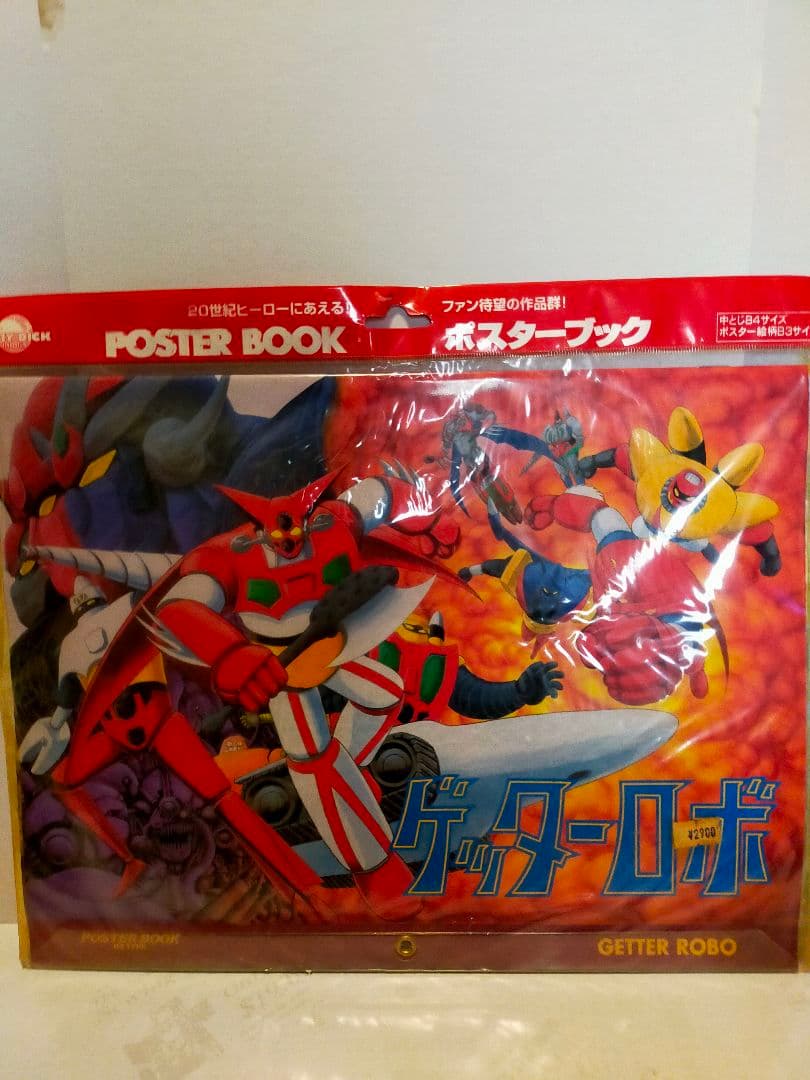 20世紀ヒーローにあえる!
ファン待望の作品群!
DICK
POSTER BOOK
ポスターブック
中とじB4サイズ
ポスター絵柄B3サイ
ゲッターロボ
¥2900
POSTER BOOK
GETTER ROBO